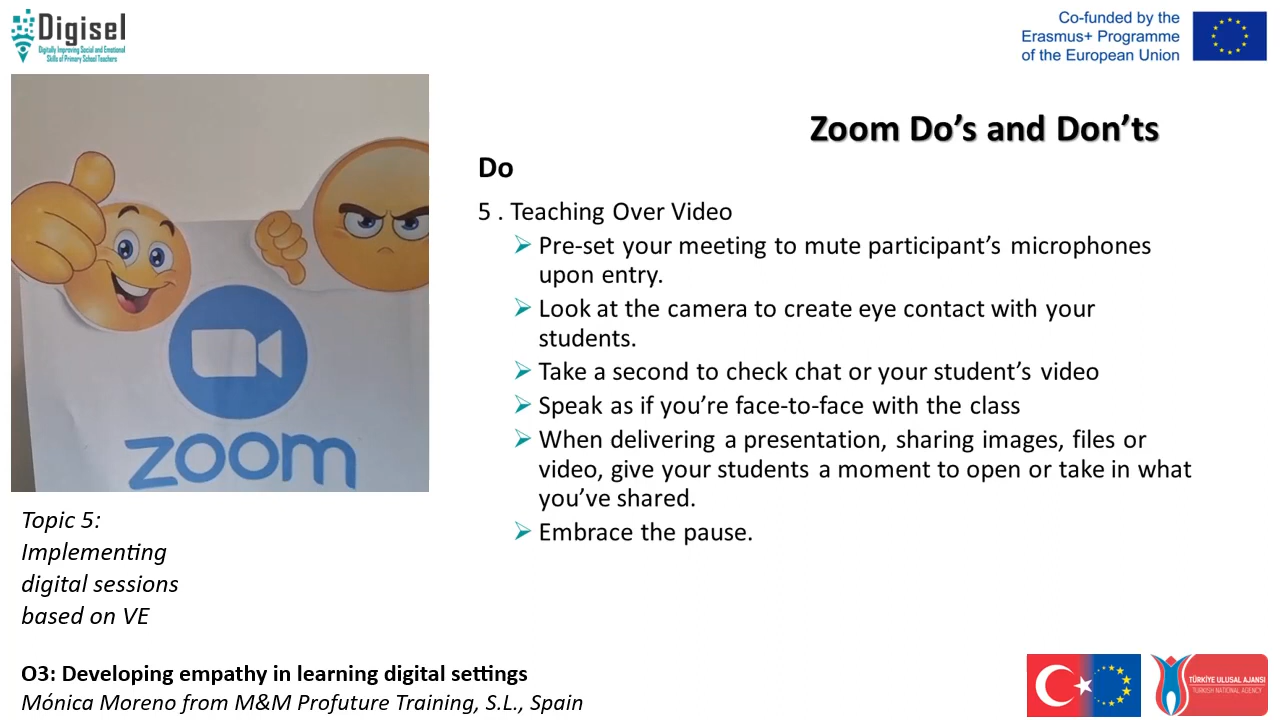 Digisel
Digitally Improving Social and Emotional
Skills of Primary School Teachers
Co-funded by the
Erasmus+ Programme
of the European Union
Zoom Do’s and Don’ts
Do
5 . Teaching Over Video
Pre-set your meeting to mute participant’s microphones
upon entry.
Look at the camera to create eye contact with your
students.
Take a second to check chat or your student’s video
Speak as if you’re face-to-face with the class
When delivering a presentation, sharing images, files or
video, give your students a moment to open or take in what
you’ve shared.
Embrace the pause.
zoom
Topic 5:
Implementing
digital sessions
based on VE
O3: Developing empathy in learning digital settings
Mónica Moreno from M&M Profuture Training, S.L., Spain
TÜRKİYE ULUSAL AJANSI
TURKISH NATIONAL AGENCY